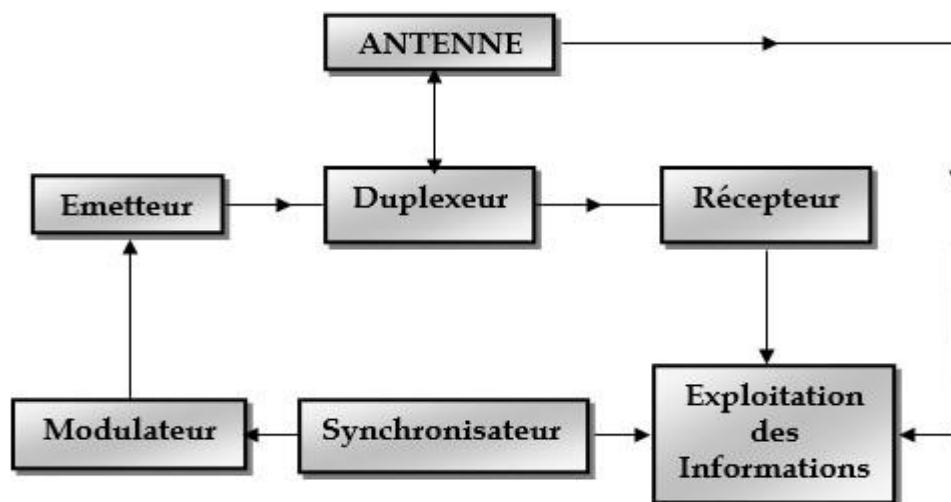 ANTENNE
Emetteur
Duplexeur
Récepteur
Modulateur
Synchronisateur
Exploitation
des
Informations